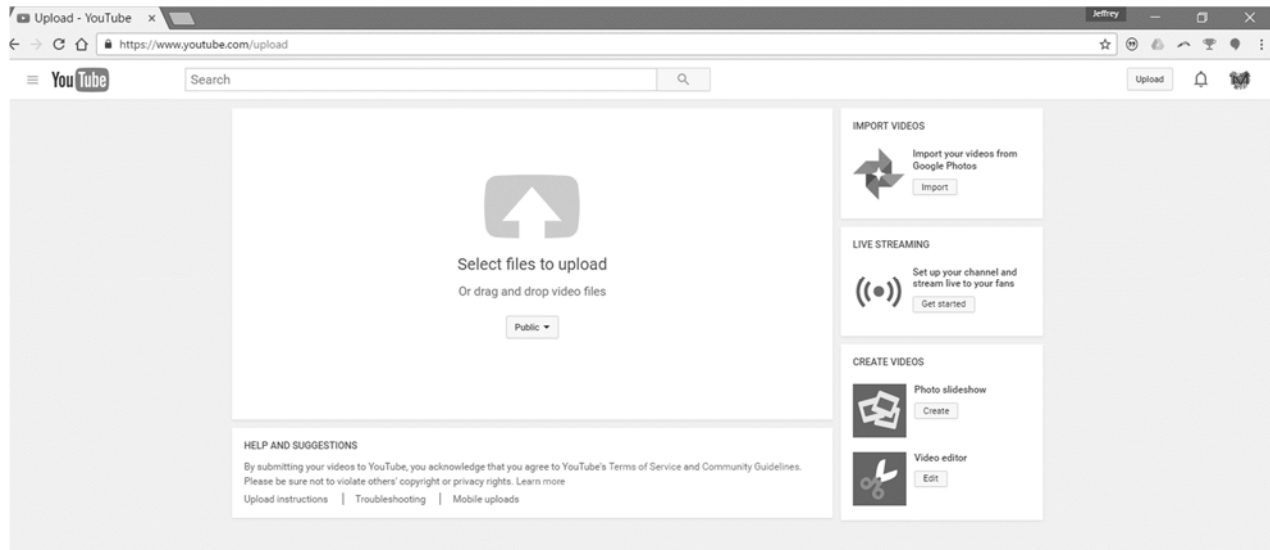 Upload - YouTube
Jeffrey
https://www.youtube.com/upload
YouTube
Search
Upload
Select files to upload
Or drag and drop video files
Public
HELP AND SUGGESTIONS
By submitting your videos to YouTube, you acknowledge that you agree to YouTube's Terms of Service and Community Guidelines.
Please be sure not to violate others' copyright or privacy rights. Learn more
Upload instructions | Troubleshooting | Mobile uploads
IMPORT VIDEOS
Import your videos from
Google Photos
Import
LIVE STREAMING
Set up your channel and
stream live to your fans
Get started
CREATE VIDEOS
Photo slideshow
Create
Video editor
Edit